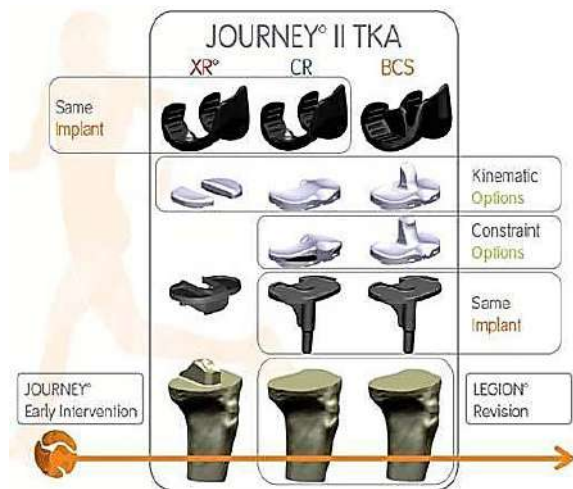 JOURNEY° II TKA
XR° CR BCS
Same
Implant
Kinematic
Options
Constraint
Options
Same
Implant
JOURNEY°
Early Intervention
LEGION°
Revision